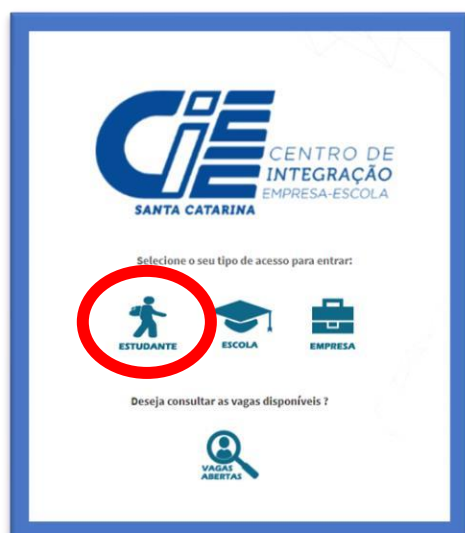 CIEE
CENTRO DE
INTEGRAÇÃO
EMPRESA-ESCOLA
SANTA CATARINA
Selecione o seu tipo de acesso para entrar:
ESTUDANTE
ESCOLA
EMPRESA
Deseja consultar as vagas disponíveis ?
VAGAS
ABERTAS